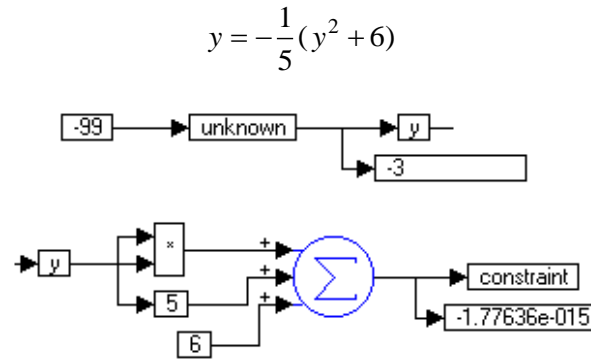 y = -1/5(y² + 6)
-99 unknown y
-3
y * + + + Σ constraint
5 -1.77636e-015
6